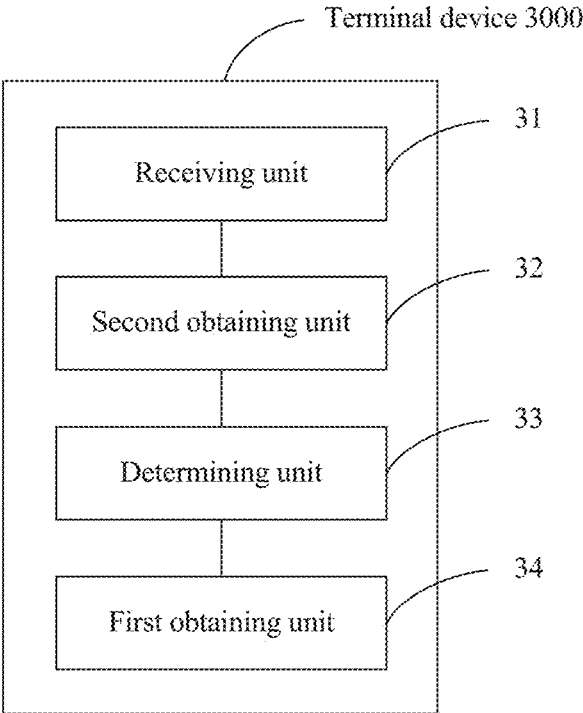 Terminal device 3000
31
Receiving unit
32
Second obtaining unit
33
Determining unit
34
First obtaining unit